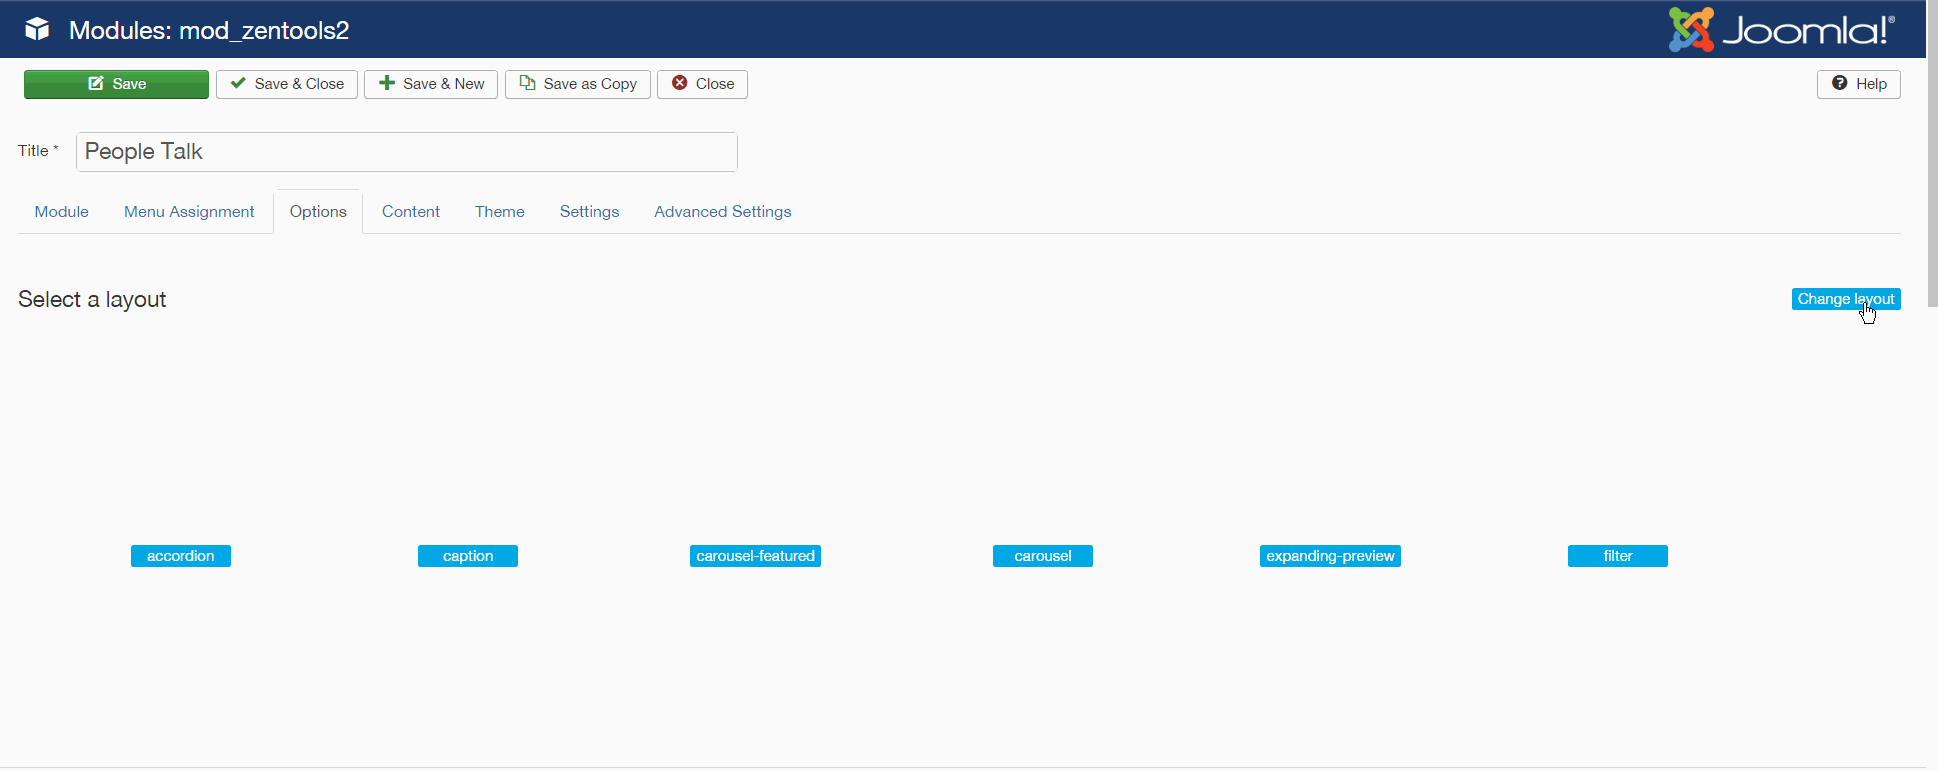 Modules: mod_zentools2
Joomla!®
Save
Save & Close
Save & New
Save as Copy
Close
Help
Title *
People Talk
Module
Menu Assignment
Options
Content
Theme
Settings
Advanced Settings
Select a layout
Change layout
accordion
caption
carousel-featured
carousel
expanding-preview
filter